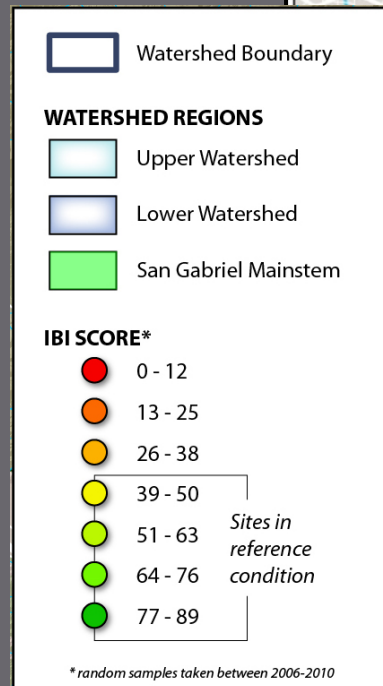 Watershed Boundary
WATERSHED REGIONS
Upper Watershed
Lower Watershed
San Gabriel Mainstem
IBI SCORE*
0 - 12
13 - 25
26 - 38
39 - 50
51 - 63
64 - 76
77 - 89
Sites in
reference
condition
* random samples taken between 2006-2010